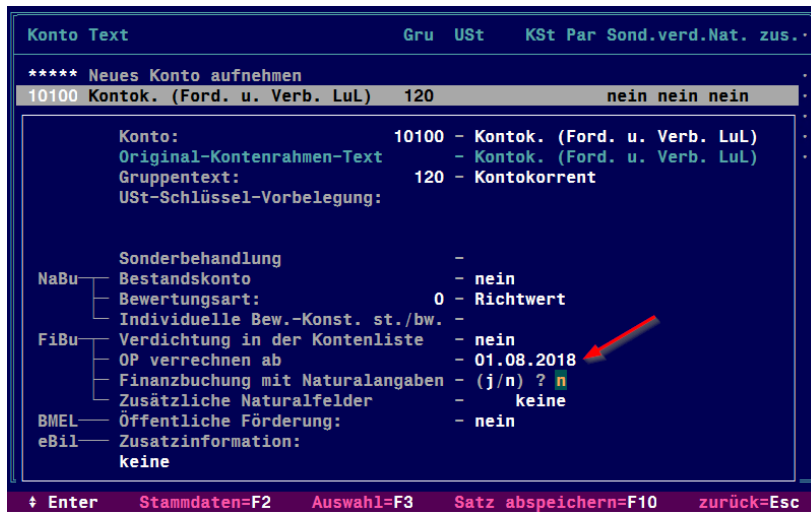 Konto Text Gru USt KSt Par Sond.verd.Nat. zus.
***** Neues Konto aufnehmen
10100 Kontok. (Ford. u. Verb. LuL) 120 nein nein nein
Konto: 10100 - Kontok. (Ford. u. Verb. LuL)
Original-Kontenrahmen-Text - Kontok. (Ford. u. Verb. LuL)
Gruppentext: 120 - Kontokorrent
USt-Schlüssel-Vorbelegung:
Sonderbehandlung -
NaBu Bestandskonto - nein
Bewertungsart: 0 - Richtwert
Individuelle Bew.-Konst. st./bw. -
FiBu Verdichtung in der Kontenliste - nein
OP verrechnen ab - 01.08.2018
Finanzbuchung mit Naturalangaben - (j/n) ? n
Zusätzliche Naturalfelder - keine
BMEL Öffentliche Förderung: - nein
eBil Zusatzinformation:
keine
Enter Stammdaten=F2 Auswahl=F3 Satz abspeichern=F10 zurück=Esc